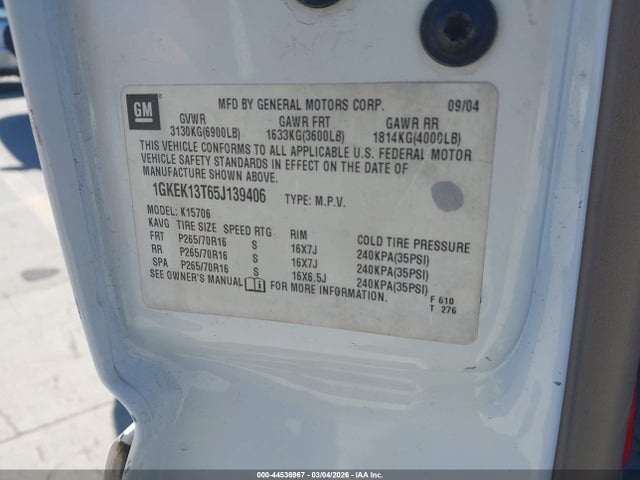 GM
MFD BY GENERAL MOTORS CORP. 09/04
GVWR GAWR FRT GAWR RR
3130KG(6900LB) 1633KG(3600LB) 1814KG(4000LB)
THIS VEHICLE CONFORMS TO ALL APPLICABLE U.S. FEDERAL MOTOR
VEHICLE SAFETY STANDARDS IN EFFECT ON THE DATE OF
MANUFACTURE SHOWN ABOVE.
1GKEK13T65J139406 TYPE: M.P.V.
MODEL: K15706
KAVG TIRE SIZE SPEED RTG RIM COLD TIRE PRESSURE
FRT P265/70R16 S 16X7J 240KPA(35PSI)
RR P265/70R16 S 16X7J 240KPA(35PSI)
SPA P265/70R16 S 16X6.5J 240KPA(35PSI)
SEE OWNER'S MANUAL FOR MORE INFORMATION.
F 610
T 276
000-44536967 - 03/04/2026 - IAAI.COM